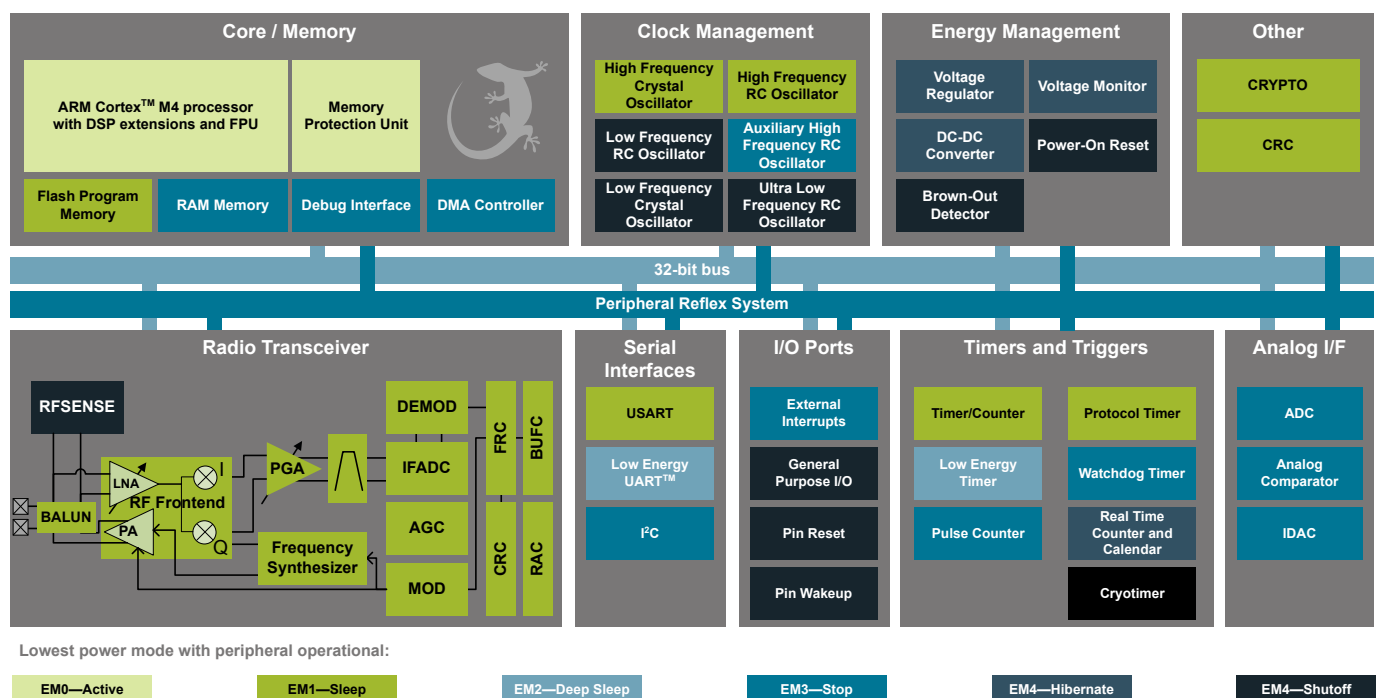 Core / Memory
ARM Cortex™ M4 processor
with DSP extensions and FPU
Memory
Protection Unit
Flash Program
Memory
RAM Memory
Debug Interface
DMA Controller
Clock Management
High Frequency
Crystal
Oscillator
High Frequency
RC Oscillator
Low Frequency
RC Oscillator
Auxiliary High
Frequency RC
Oscillator
Low Frequency
Crystal
Oscillator
Ultra Low
Frequency RC
Oscillator
Energy Management
Voltage
Regulator
Voltage Monitor
DC-DC
Converter
Power-On Reset
Brown-Out
Detector
Other
CRYPTO
CRC
32-bit bus
Peripheral Reflex System
Radio Transceiver
RFSENSE
LNA
RF Frontend
I
BALUN
PA
Q
PGA
Frequency
Synthesizer
DEMOD
IFADC
AGC
MOD
FRC
BUFC
CRC
RAC
Serial
Interfaces
USART
Low Energy
UART™
I²C
I/O Ports
External
Interrupts
General
Purpose I/O
Pin Reset
Pin Wakeup
Timers and Triggers
Timer/Counter
Protocol Timer
Low Energy
Timer
Watchdog Timer
Pulse Counter
Real Time
Counter and
Calendar
Cryotimer
Analog I/F
ADC
Analog
Comparator
IDAC
Lowest power mode with peripheral operational:
EM0—Active
EM1—Sleep
EM2—Deep Sleep
EM3—Stop
EM4—Hibernate
EM4—Shutoff